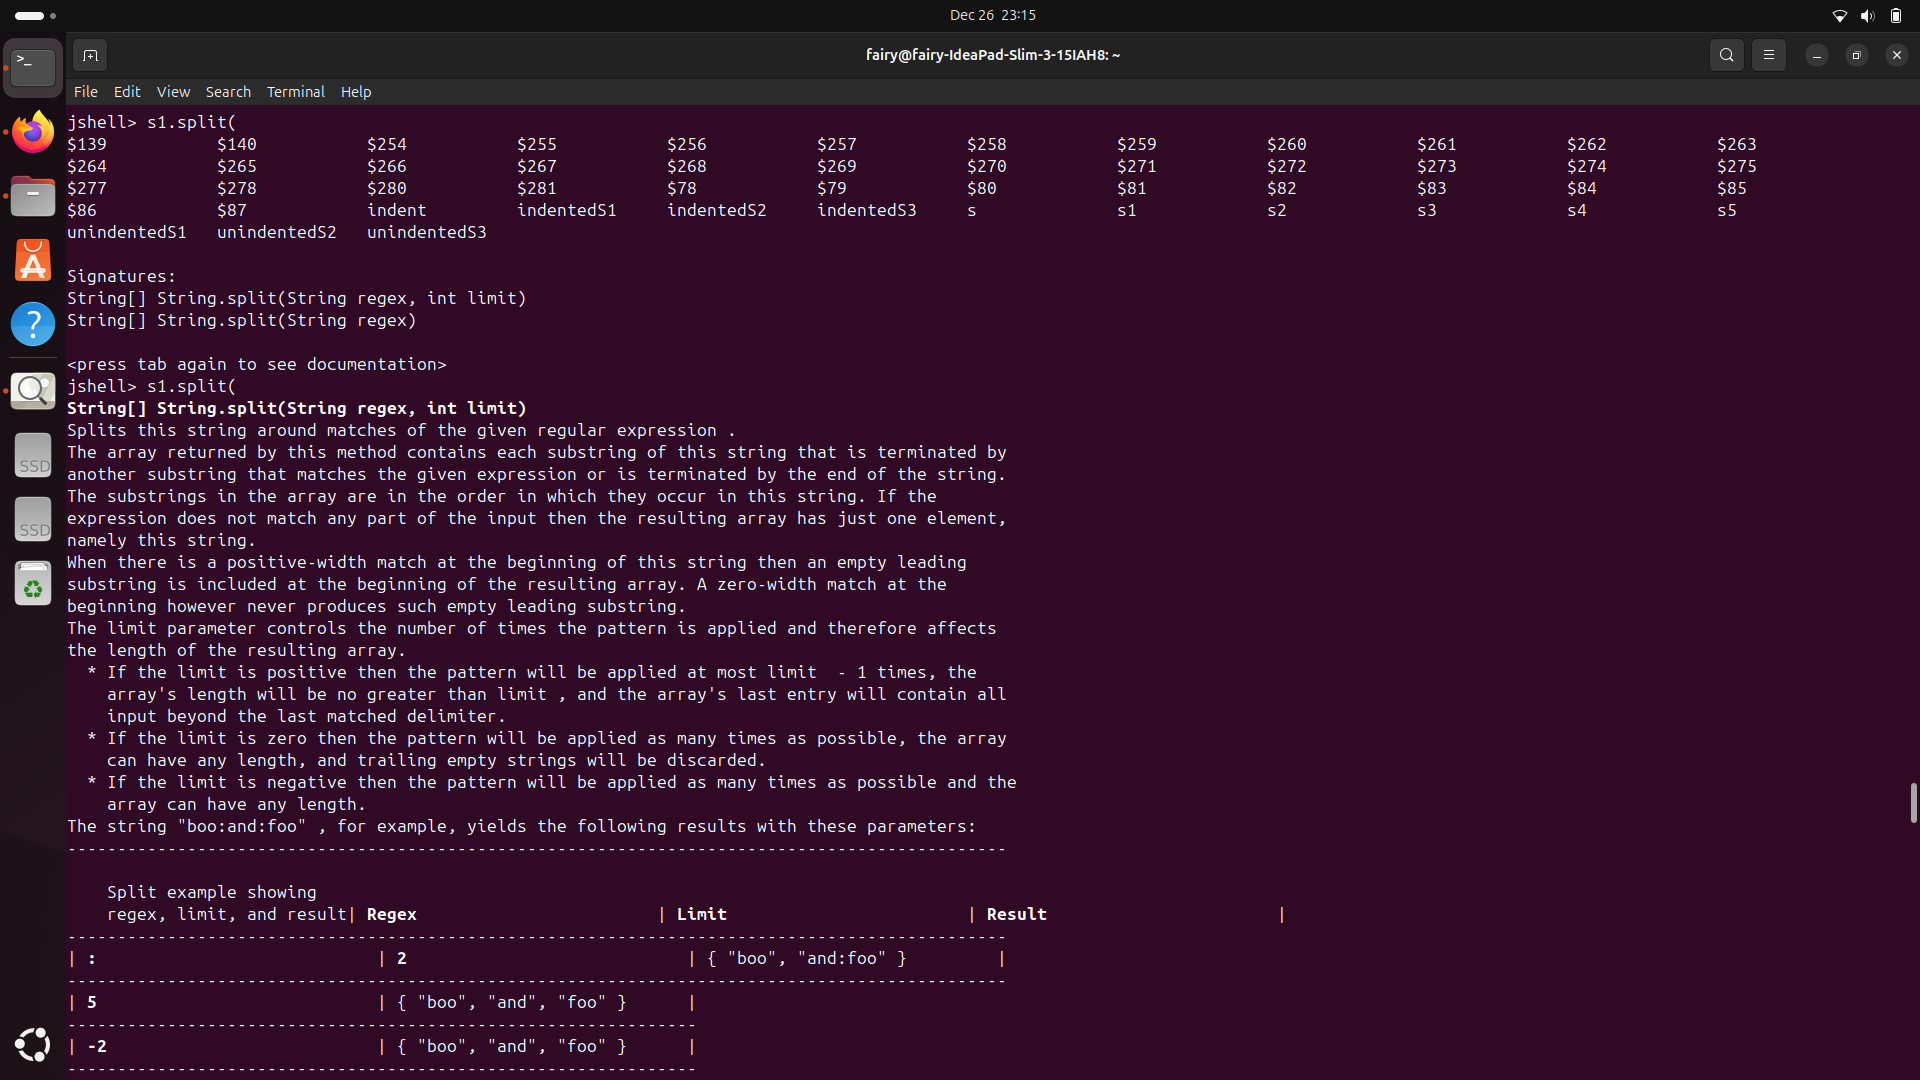 Dec 26 23:15
fairy@fairy-IdeaPad-Slim-3-15IAH8: ~
File Edit View Search Terminal Help
jshell> s1.split(
$139 $140 $254 $255 $256 $257 $258 $259 $260 $261 $262 $263
$264 $265 $266 $267 $268 $269 $270 $271 $272 $273 $274 $275
$277 $278 $280 $281 $78 $79 $80 $81 $82 $83 $84 $85
$86 $87 indent indentedS1 indentedS2 indentedS3 s s1 s2 s3 s4 s5
unindentedS1 unindentedS2 unindentedS3
Signatures:
String[] String.split(String regex, int limit)
String[] String.split(String regex)
<press tab again to see documentation>
jshell> s1.split(
String[] String.split(String regex, int limit)
Splits this string around matches of the given regular expression .
The array returned by this method contains each substring of this string that is terminated by
another substring that matches the given expression or is terminated by the end of the string.
The substrings in the array are in the order in which they occur in this string. If the
expression does not match any part of the input then the resulting array has just one element,
namely this string.
When there is a positive-width match at the beginning of this string then an empty leading
substring is included at the beginning of the resulting array. A zero-width match at the
beginning however never produces such empty leading substring.
The limit parameter controls the number of times the pattern is applied and therefore affects
the length of the resulting array.
* If the limit is positive then the pattern will be applied at most limit  - 1 times, the
array's length will be no greater than limit , and the array's last entry will contain all
input beyond the last matched delimiter.
* If the limit is zero then the pattern will be applied as many times as possible, the array
can have any length, and trailing empty strings will be discarded.
* If the limit is negative then the pattern will be applied as many times as possible and the
array can have any length.
The string "boo:and:foo" , for example, yields the following results with these parameters:
----------------------------------------------------------------------------------------------
Split example showing
regex, limit, and result| Regex | Limit | Result |
----------------------------------------------------------------------------------------------
| : | 2 | { "boo", "and:foo" } |
----------------------------------------------------------------------------------------------
| 5 | { "boo", "and", "foo" } |
---------------------------------------------------------------
| -2 | { "boo", "and", "foo" } |
---------------------------------------------------------------
SSD
SSD